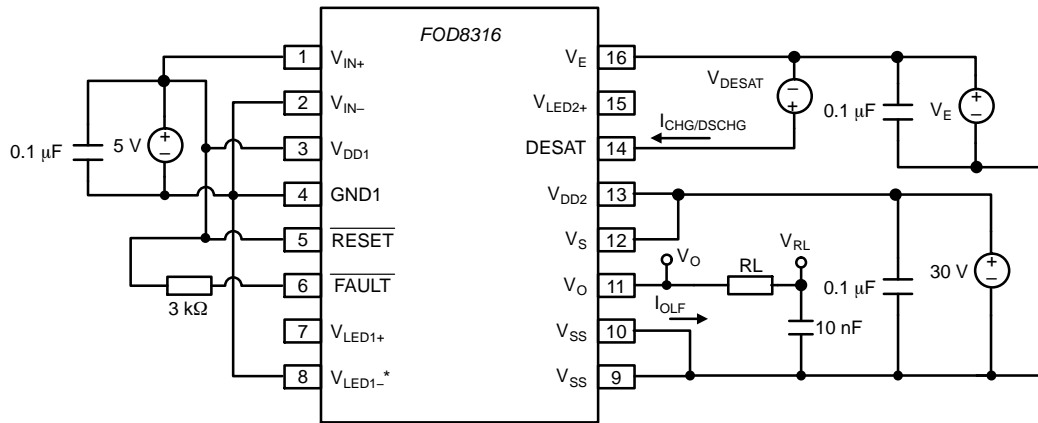 FOD8316
1
V_IN+
2
V_IN–
3
V_DD1
4
GND1
5
RESET
6
FAULT
7
V_LED1+
8
V_LED1–*
0.1 μF
5 V
+
–
3 kΩ
V_E
16
V_LED2+
15
DESAT
14
V_DD2
13
V_S
12
V_O
11
V_SS
10
V_SS
9
V_DESAT
–
+
I_CHG/DSCHG
0.1 μF
V_E
+
–
V_O
RL
V_RL
I_OLF
10 nF
0.1 μF
30 V
+
–